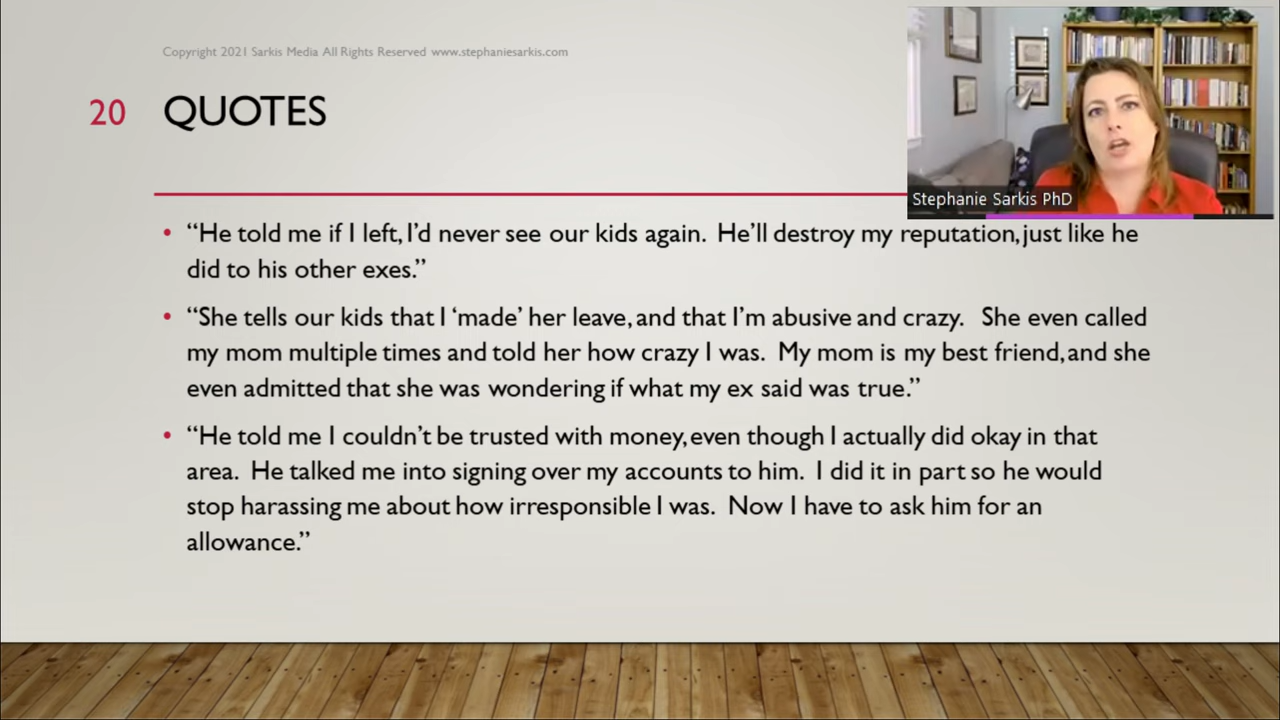 Copyright 2021 Sarkis Media All Rights Reserved www.stephaniesarkis.com
20 QUOTES
Stephanie Sarkis PhD
• “He told me if I left, I’d never see our kids again. He’ll destroy my reputation, just like he
did to his other exes.”
• “She tells our kids that I ‘made’ her leave, and that I’m abusive and crazy. She even called
my mom multiple times and told her how crazy I was. My mom is my best friend, and she
even admitted that she was wondering if what my ex said was true.”
• “He told me I couldn’t be trusted with money, even though I actually did okay in that
area. He talked me into signing over my accounts to him. I did it in part so he would
stop harassing me about how irresponsible I was. Now I have to ask him for an
allowance.”